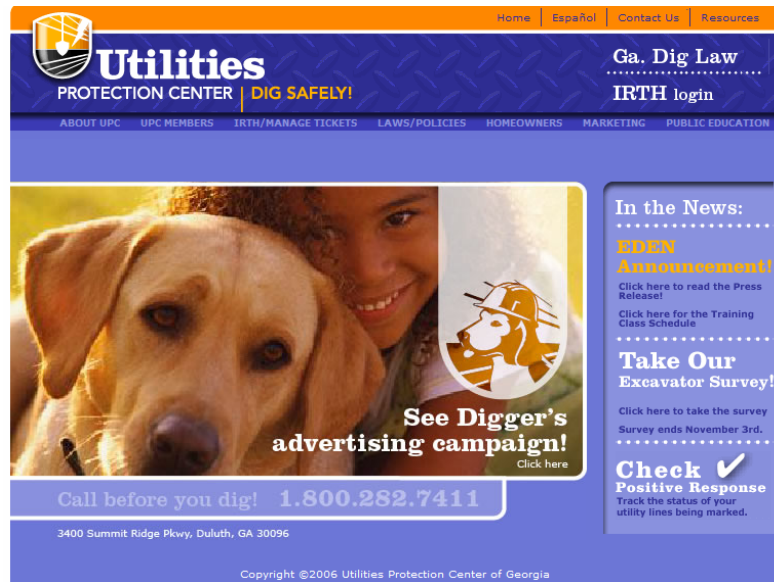 Home Español Contact Us Resources
Utilities
PROTECTION CENTER DIG SAFELY!
Ga. Dig Law
IRTH login
ABOUT UPC UPC MEMBERS IRTH/MANAGE TICKETS LAWS/POLICIES HOMEOWNERS MARKETING PUBLIC EDUCATION
See Digger's
advertising campaign!
Click here
Call before you dig! 1.800.282.7411
3400 Summit Ridge Pkwy, Duluth, GA 30096
In the News:
EDEN
Announcement!
Click here to read the Press
Release!
Click here for the Training
Class Schedule
Take Our
Excavator Survey!
Click here to take the survey
Survey ends November 3rd.
Check
Positive Response
Track the status of your
utility lines being marked.
Copyright ©2006 Utilities Protection Center of Georgia